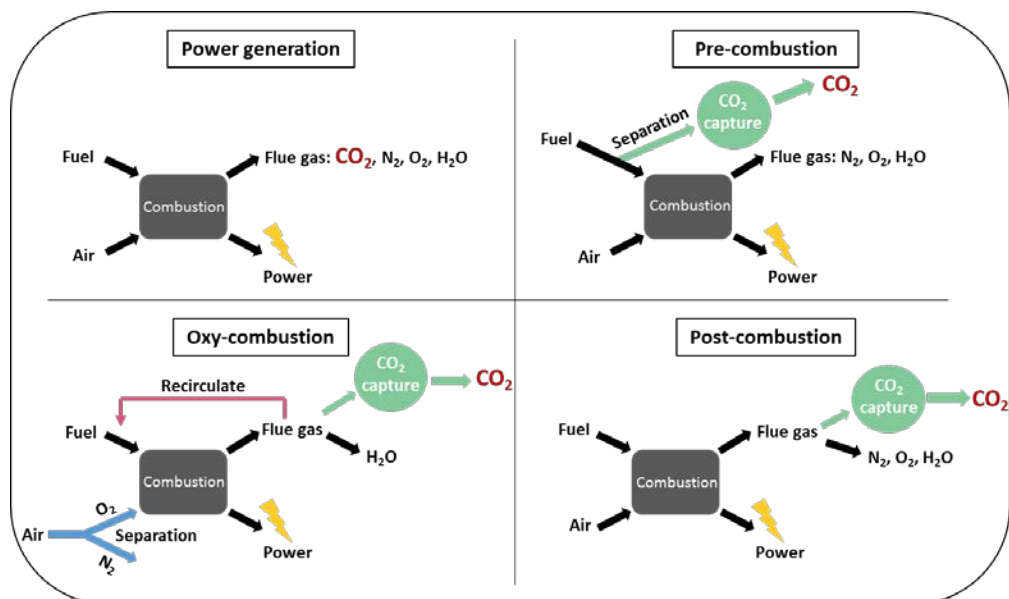 Power generation
Fuel
Flue gas: CO₂, N₂, O₂, H₂O
Combustion
Air
Power
Pre-combustion
CO₂
CO₂
capture
Separation
Fuel
Flue gas: N₂, O₂, H₂O
Combustion
Air
Power
Oxy-combustion
CO₂
capture
CO₂
Recirculate
Fuel
Flue gas
H₂O
Combustion
O₂
Air
Separation
N₂
Power
Post-combustion
CO₂
capture
CO₂
Fuel
Flue gas
N₂, O₂, H₂O
Combustion
Air
Power